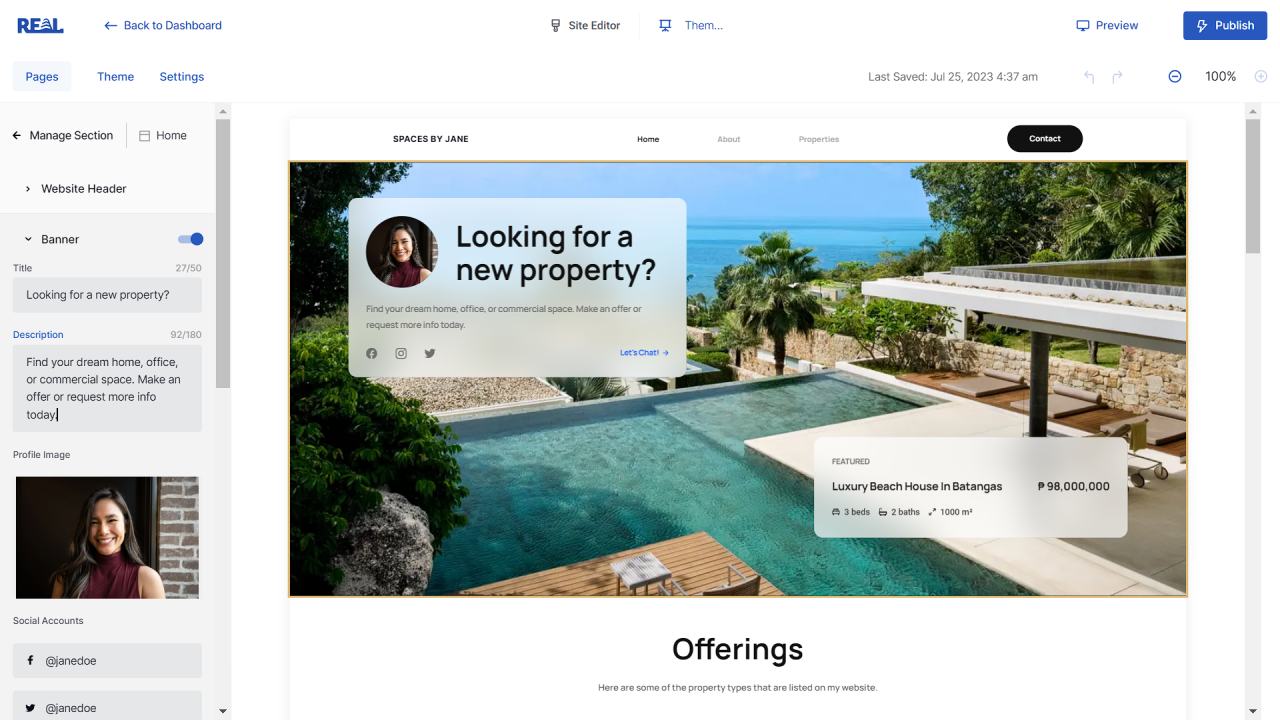 REAL
Back to Dashboard
Site Editor
Them...
Preview
Publish
Pages
Theme
Settings
Last Saved: Jul 25, 2023 4:37 am
100%
Manage Section
Home
Website Header
Banner
Title
27/50
Looking for a new property?
Description
92/180
Find your dream home, office,
or commercial space. Make an
offer or request more info
today.
Profile Image
Social Accounts
@janedoe
@janedoe
SPACES BY JANE
Home
About
Properties
Contact
Looking for a
new property?
Find your dream home, office, or commercial space. Make an offer or
request more info today.
Let's Chat! →
FEATURED
Luxury Beach House In Batangas
₱ 98,000,000
3 beds
2 baths
1000 m²
Offerings
Here are some of the property types that are listed on my website.